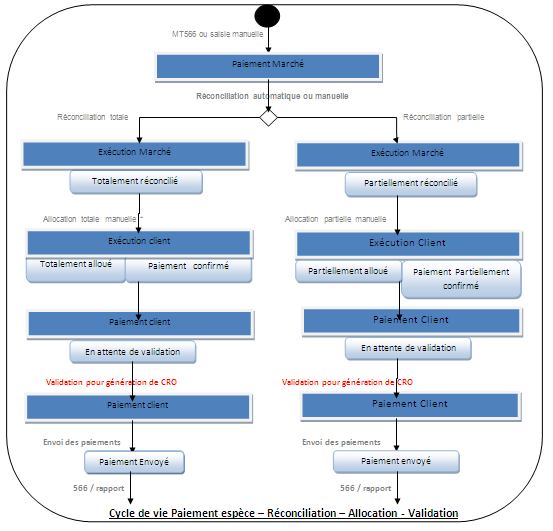 MT566 ou saisie manuelle
Paiement Marché
Réconciliation automatique ou manuelle
Réconciliation totale
Réconciliation partielle
Exécution Marché
Exécution Marché
Totalement réconcilié
Partiellement réconcilié
Allocation totale manuelle
Allocation partielle manuelle
Exécution client
Exécution Client
Totalement alloué
Paiement confirmé
Partiellement alloué
Paiement Partiellement
confirmé
Paiement client
Paiement Client
En attente de validation
En attente de validation
Validation pour génération de CRO
Validation pour génération de CRO
Paiement client
Paiement Client
Envoi des paiements
Envoi des paiements
Paiement Envoyé
Paiement envoyé
566 / rapport
566 / rapport
Cycle de vie Paiement espèce – Réconciliation – Allocation - Validation